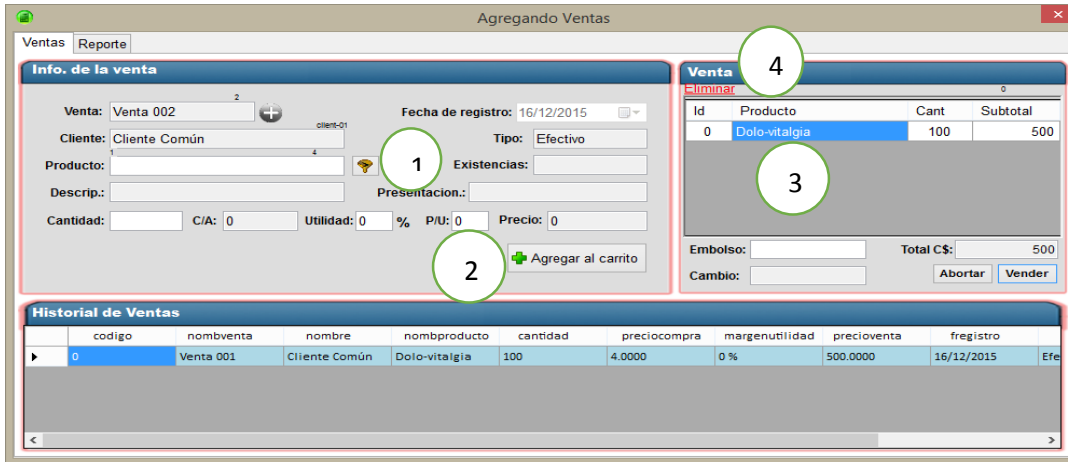 Agregando Ventas
Ventas Reporte
Info. de la venta
2
Venta: Venta 002 Fecha de registro: 16/12/2015
client-01
Cliente: Cliente Común Tipo: Efectivo
1 4
Producto: 1 Existencias:
Descrip.: Presentacion.:
Cantidad: C/A: 0 Utilidad: 0 % P/U: 0 Precio: 0
2 Agregar al carrito
Venta 4
Eliminar 0
Id Producto Cant Subtotal
0 Dolo-vitalgia 100 500
3
Embolso: Total C$: 500
Cambio: Abortar Vender
Historial de Ventas
codigo nombventa nombre nombproducto cantidad preciocompra margenutilidad precioventa fregistro
0 Venta 001 Cliente Común Dolo-vitalgia 100 4.0000 0 % 500.0000 16/12/2015 Efe